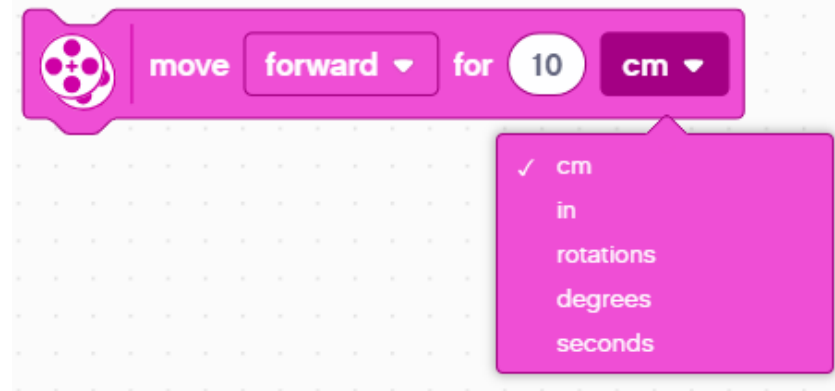 move forward for 10 cm
cm
in
rotations
degrees
seconds